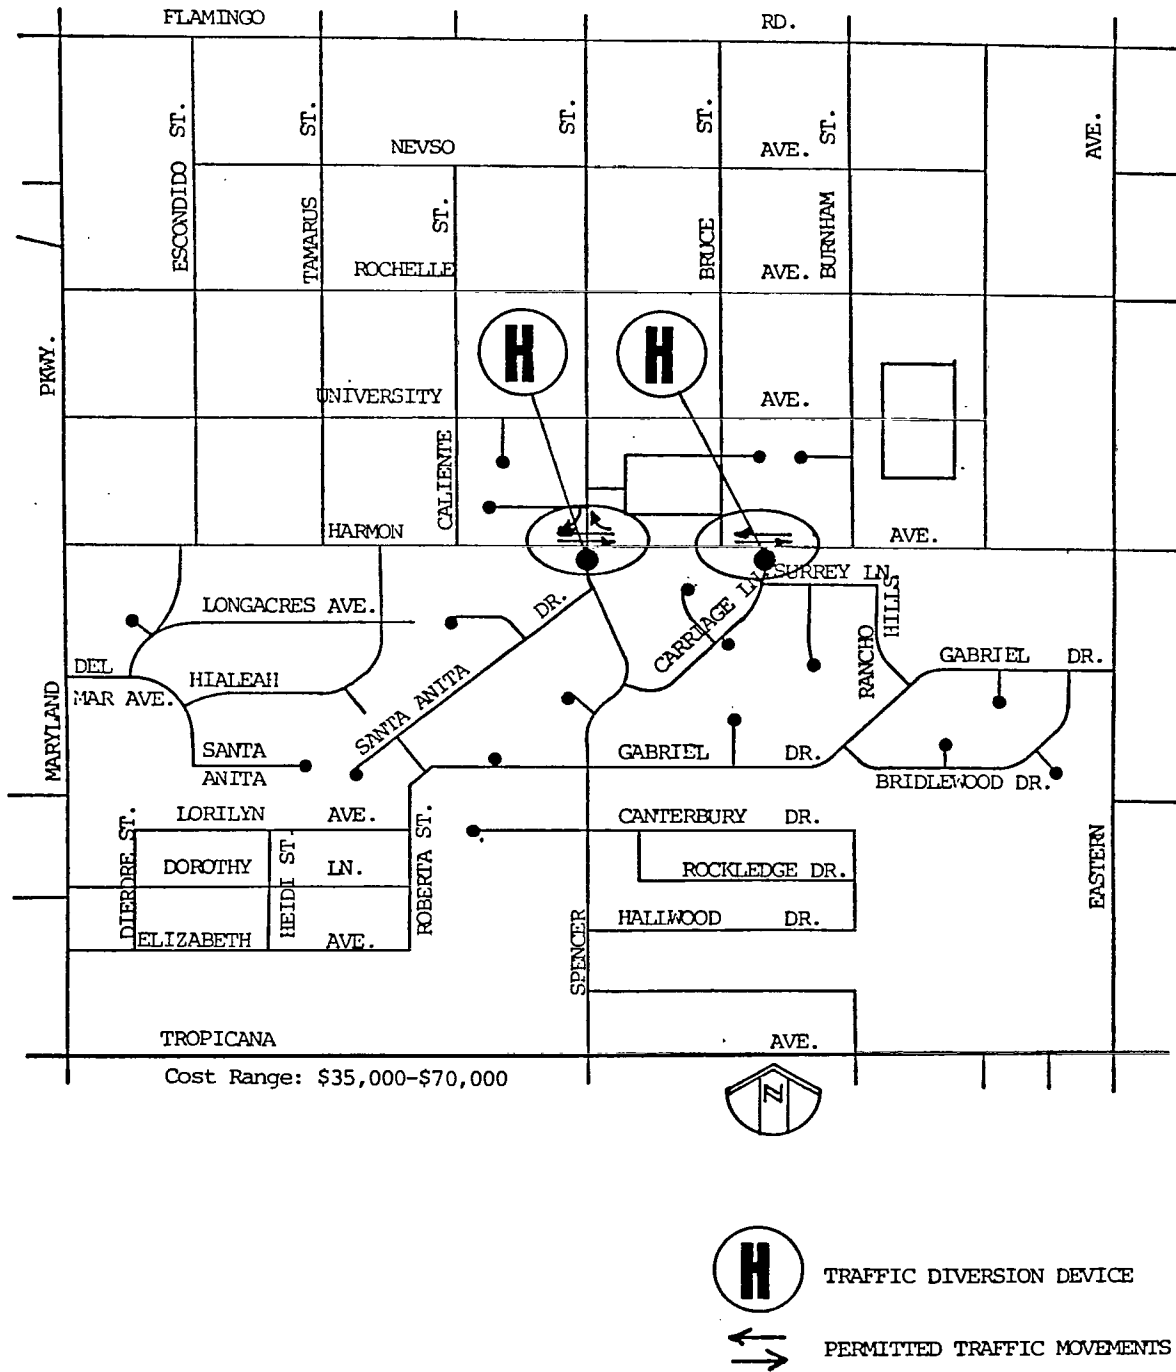 FLAMINGO RD.
ESCONDIDO ST.
TAMARUS ST.
NEVSO AVE.
ST.
ST.
BRUCE ST.
BURNHAM ST.
AVE.
ROCHELLE AVE.
PKWY.
H H
UNIVERSITY AVE.
CALIENTE
HARMON AVE.
SURREY LN.
CARRIAGE LN.
RANCHO HILLS
LONGACRES AVE.
DR.
DEL
MAR AVE.
HIALEAH
SANTA ANITA
GABRIEL DR.
MARYLAND
SANTA
ANITA
GABRIEL DR.
BRIDLEWOOD DR.
LORILYN AVE.
CANTERBURY DR.
DIERDRE ST.
HEIDI ST.
ROBERTA ST.
DOROTHY LN.
ROCKLEDGE DR.
EASTERN
ELIZABETH AVE.
HALLWOOD DR.
SPENCER
TROPICANA AVE.
Cost Range: $35,000-$70,000
N
H TRAFFIC DIVERSION DEVICE
PERMITTED TRAFFIC MOVEMENTS